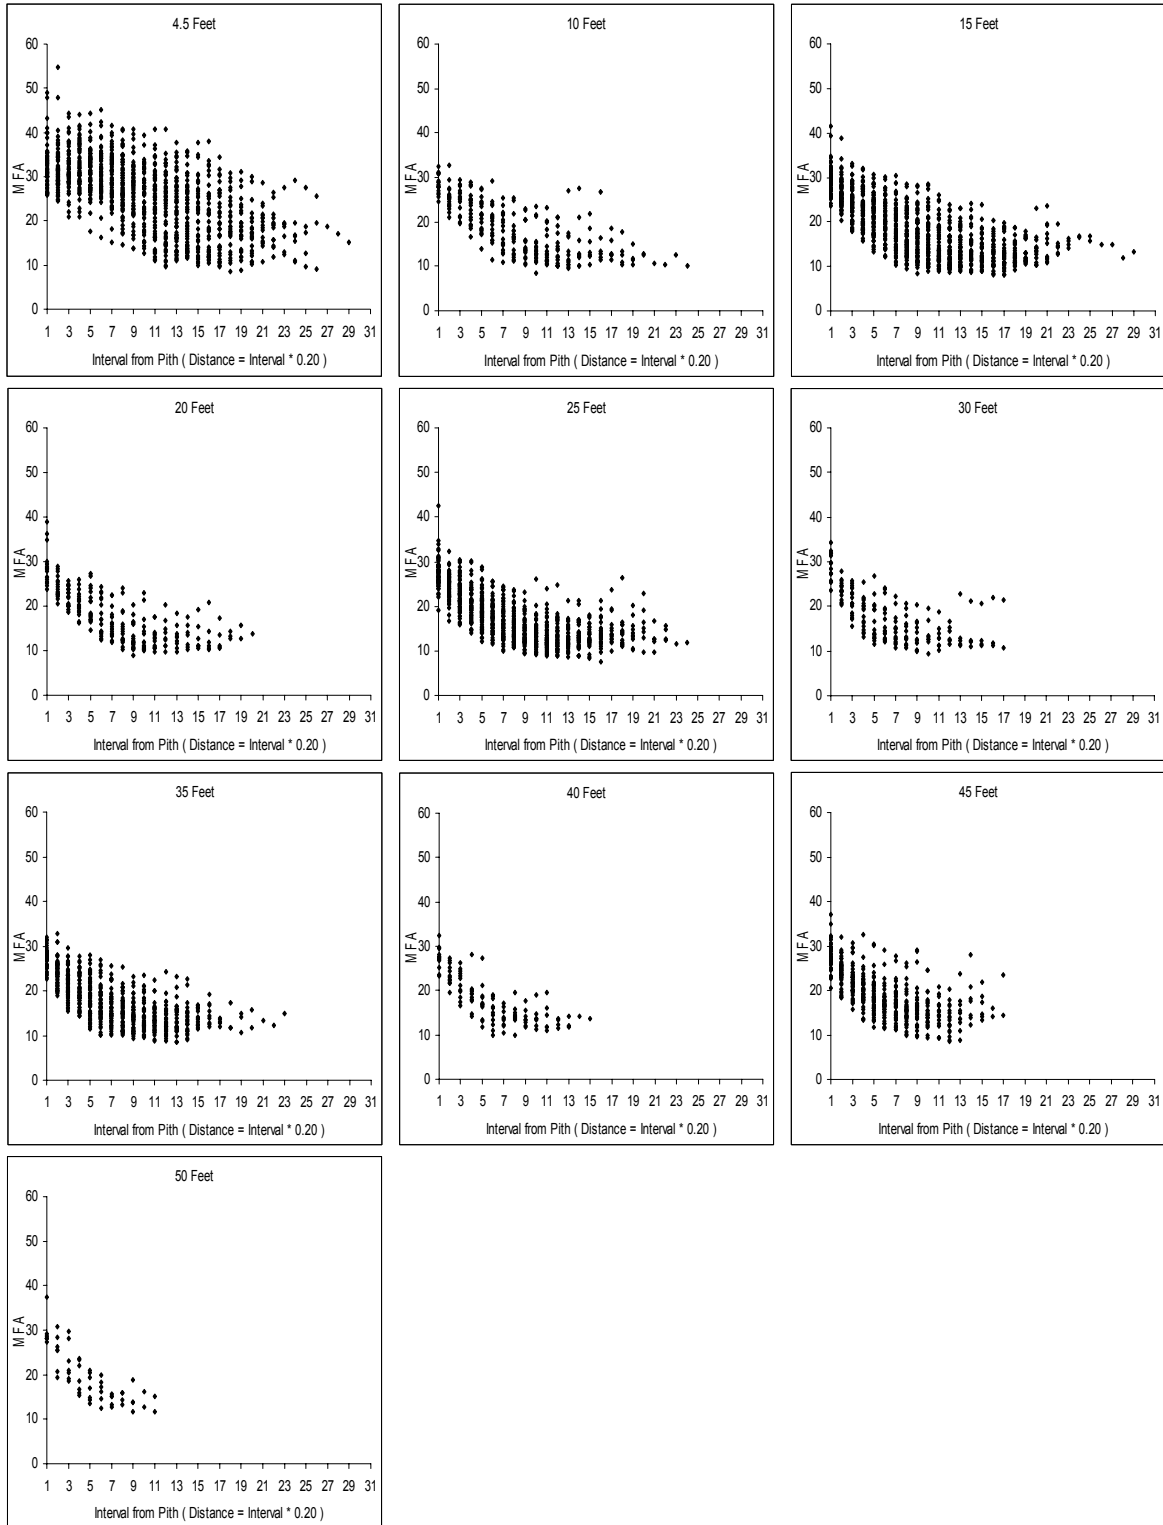 4.5 Feet
60
50
40
30
20
10
0
MFA
1 3 5 7 9 11 13 15 17 19 21 23 25 27 29 31
Interval from Pith ( Distance = Interval * 0.20 )
10 Feet
60
50
40
30
20
10
0
MFA
1 3 5 7 9 11 13 15 17 19 21 23 25 27 29 31
Interval from Pith ( Distance = Interval * 0.20 )
15 Feet
60
50
40
30
20
10
0
MFA
1 3 5 7 9 11 13 15 17 19 21 23 25 27 29 31
Interval from Pith ( Distance = Interval * 0.20 )
20 Feet
60
50
40
30
20
10
0
MFA
1 3 5 7 9 11 13 15 17 19 21 23 25 27 29 31
Interval from Pith ( Distance = Interval * 0.20 )
25 Feet
60
50
40
30
20
10
0
MFA
1 3 5 7 9 11 13 15 17 19 21 23 25 27 29 31
Interval from Pith ( Distance = Interval * 0.20 )
30 Feet
60
50
40
30
20
10
0
MFA
1 3 5 7 9 11 13 15 17 19 21 23 25 27 29 31
Interval from Pith ( Distance = Interval * 0.20 )
35 Feet
60
50
40
30
20
10
0
MFA
1 3 5 7 9 11 13 15 17 19 21 23 25 27 29 31
Interval from Pith ( Distance = Interval * 0.20 )
40 Feet
60
50
40
30
20
10
0
MFA
1 3 5 7 9 11 13 15 17 19 21 23 25 27 29 31
Interval from Pith ( Distance = Interval * 0.20 )
45 Feet
60
50
40
30
20
10
0
MFA
1 3 5 7 9 11 13 15 17 19 21 23 25 27 29 31
Interval from Pith ( Distance = Interval * 0.20 )
50 Feet
60
50
40
30
20
10
0
MFA
1 3 5 7 9 11 13 15 17 19 21 23 25 27 29 31
Interval from Pith ( Distance = Interval * 0.20 )